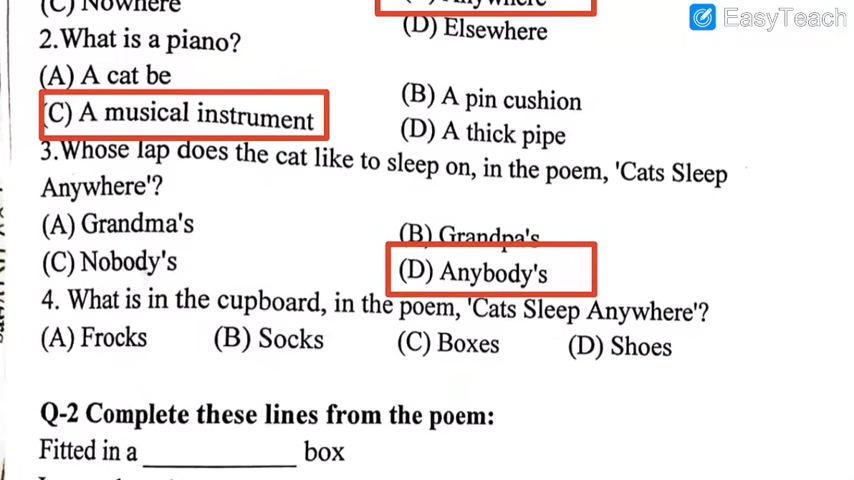 (C) Nowhere
EasyTeach
(D) Elsewhere
2.What is a piano?
(A) A cat be
(B) A pin cushion
(C) A musical instrument
(D) A thick pipe
3.Whose lap does the cat like to sleep on, in the poem, 'Cats Sleep
Anywhere'?
(A) Grandma's
(B) Grandpa's
(C) Nobody's
(D) Anybody's
4. What is in the cupboard, in the poem, 'Cats Sleep Anywhere'?
(A) Frocks (B) Socks (C) Boxes (D) Shoes
Q-2 Complete these lines from the poem:
Fitted in a ____________ box